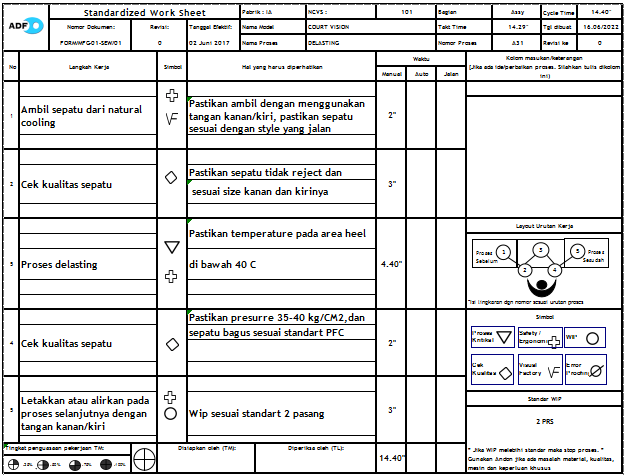 ADF
Standardized Work Sheet
Pabrik : IA
NCVS :
101
Bagian
Assy
Cycle Time
14.40"
Nomor Dokumen:
Revisi:
Tanggal Efektif:
Nama Model
COURT VISION
Takt Time
14.29"
Tgl dibuat
16.06/2022
FORMMFG01-SEW/01
0
02 Juni 2017
Nama Proses
DELASTING
Nomor Proses
A31
Revisi ke
0
No
Langkah Kerja
Simbol
Hal yang harus diperhatikan
Waktu
Manual
Auto
Jalan
Kolom masukan/keterangan
(Jika ada ide/perbaikan proses. Silahkan tulis dikolom
ini)
1
Ambil sepatu dari natural
cooling
VF
Pastikan ambil dengan menggunakan
tangan kanan/kiri, pastikan sepatu
sesuai dengan style yang jalan
2"
2
Cek kualitas sepatu
Pastikan sepatu tidak reject dan
sesuai size kanan dan kirinya
3"
3
Proses delasting
Pastikan temperature pada area heel
di bawah 40 C
4.40"
Layout Urutan Kerja
Proses
Sebelum
1
3
5
Proses
Sesudah
2
4
*Isi lingkaran dgn nomor sesuai urutan proses
4
Cek kualitas sepatu
Pastikan presurre 35-40 kg/CM2,dan
sepatu bagus sesuai standart PFC
2"
Simbol
Proses
Kritikal
Safety /
Ergonomi
WIP
Cek
Kualitas
Visual
Factory
VF
Error
Proofing
5
Letakkan atau alirkan pada
proses selanjutnya dengan
tangan kanan/kiri
Wip sesuai standart 2 pasang
3"
Standar WIP
2 PRS
Tingkat penguasaan pekerjaan TM:
Disiapkan oleh (TM):
Diperiksa oleh (TL):
14.40"
* Jika WIP melebihi standar maka stop proses. *
Gunakan Andon jika ada masalah material, kualitas,
mesin dan keperluan khusus